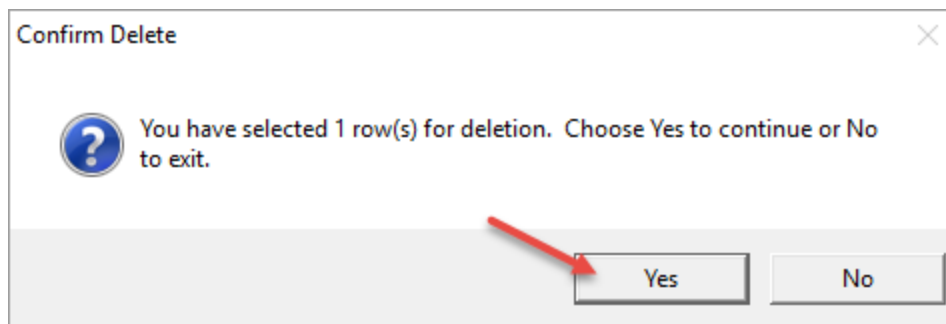 Confirm Delete
You have selected 1 row(s) for deletion.  Choose Yes to continue or No
to exit.
Yes
No